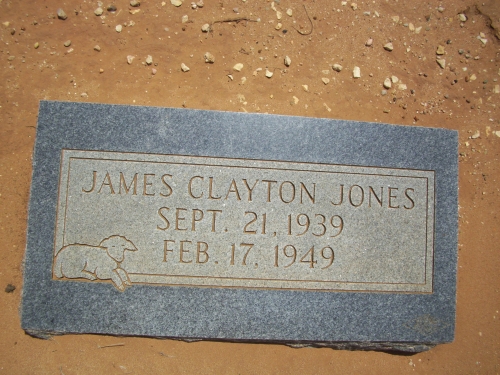 JAMES CLAYTON JONES
SEPT. 21, 1939
FEB. 17, 1949